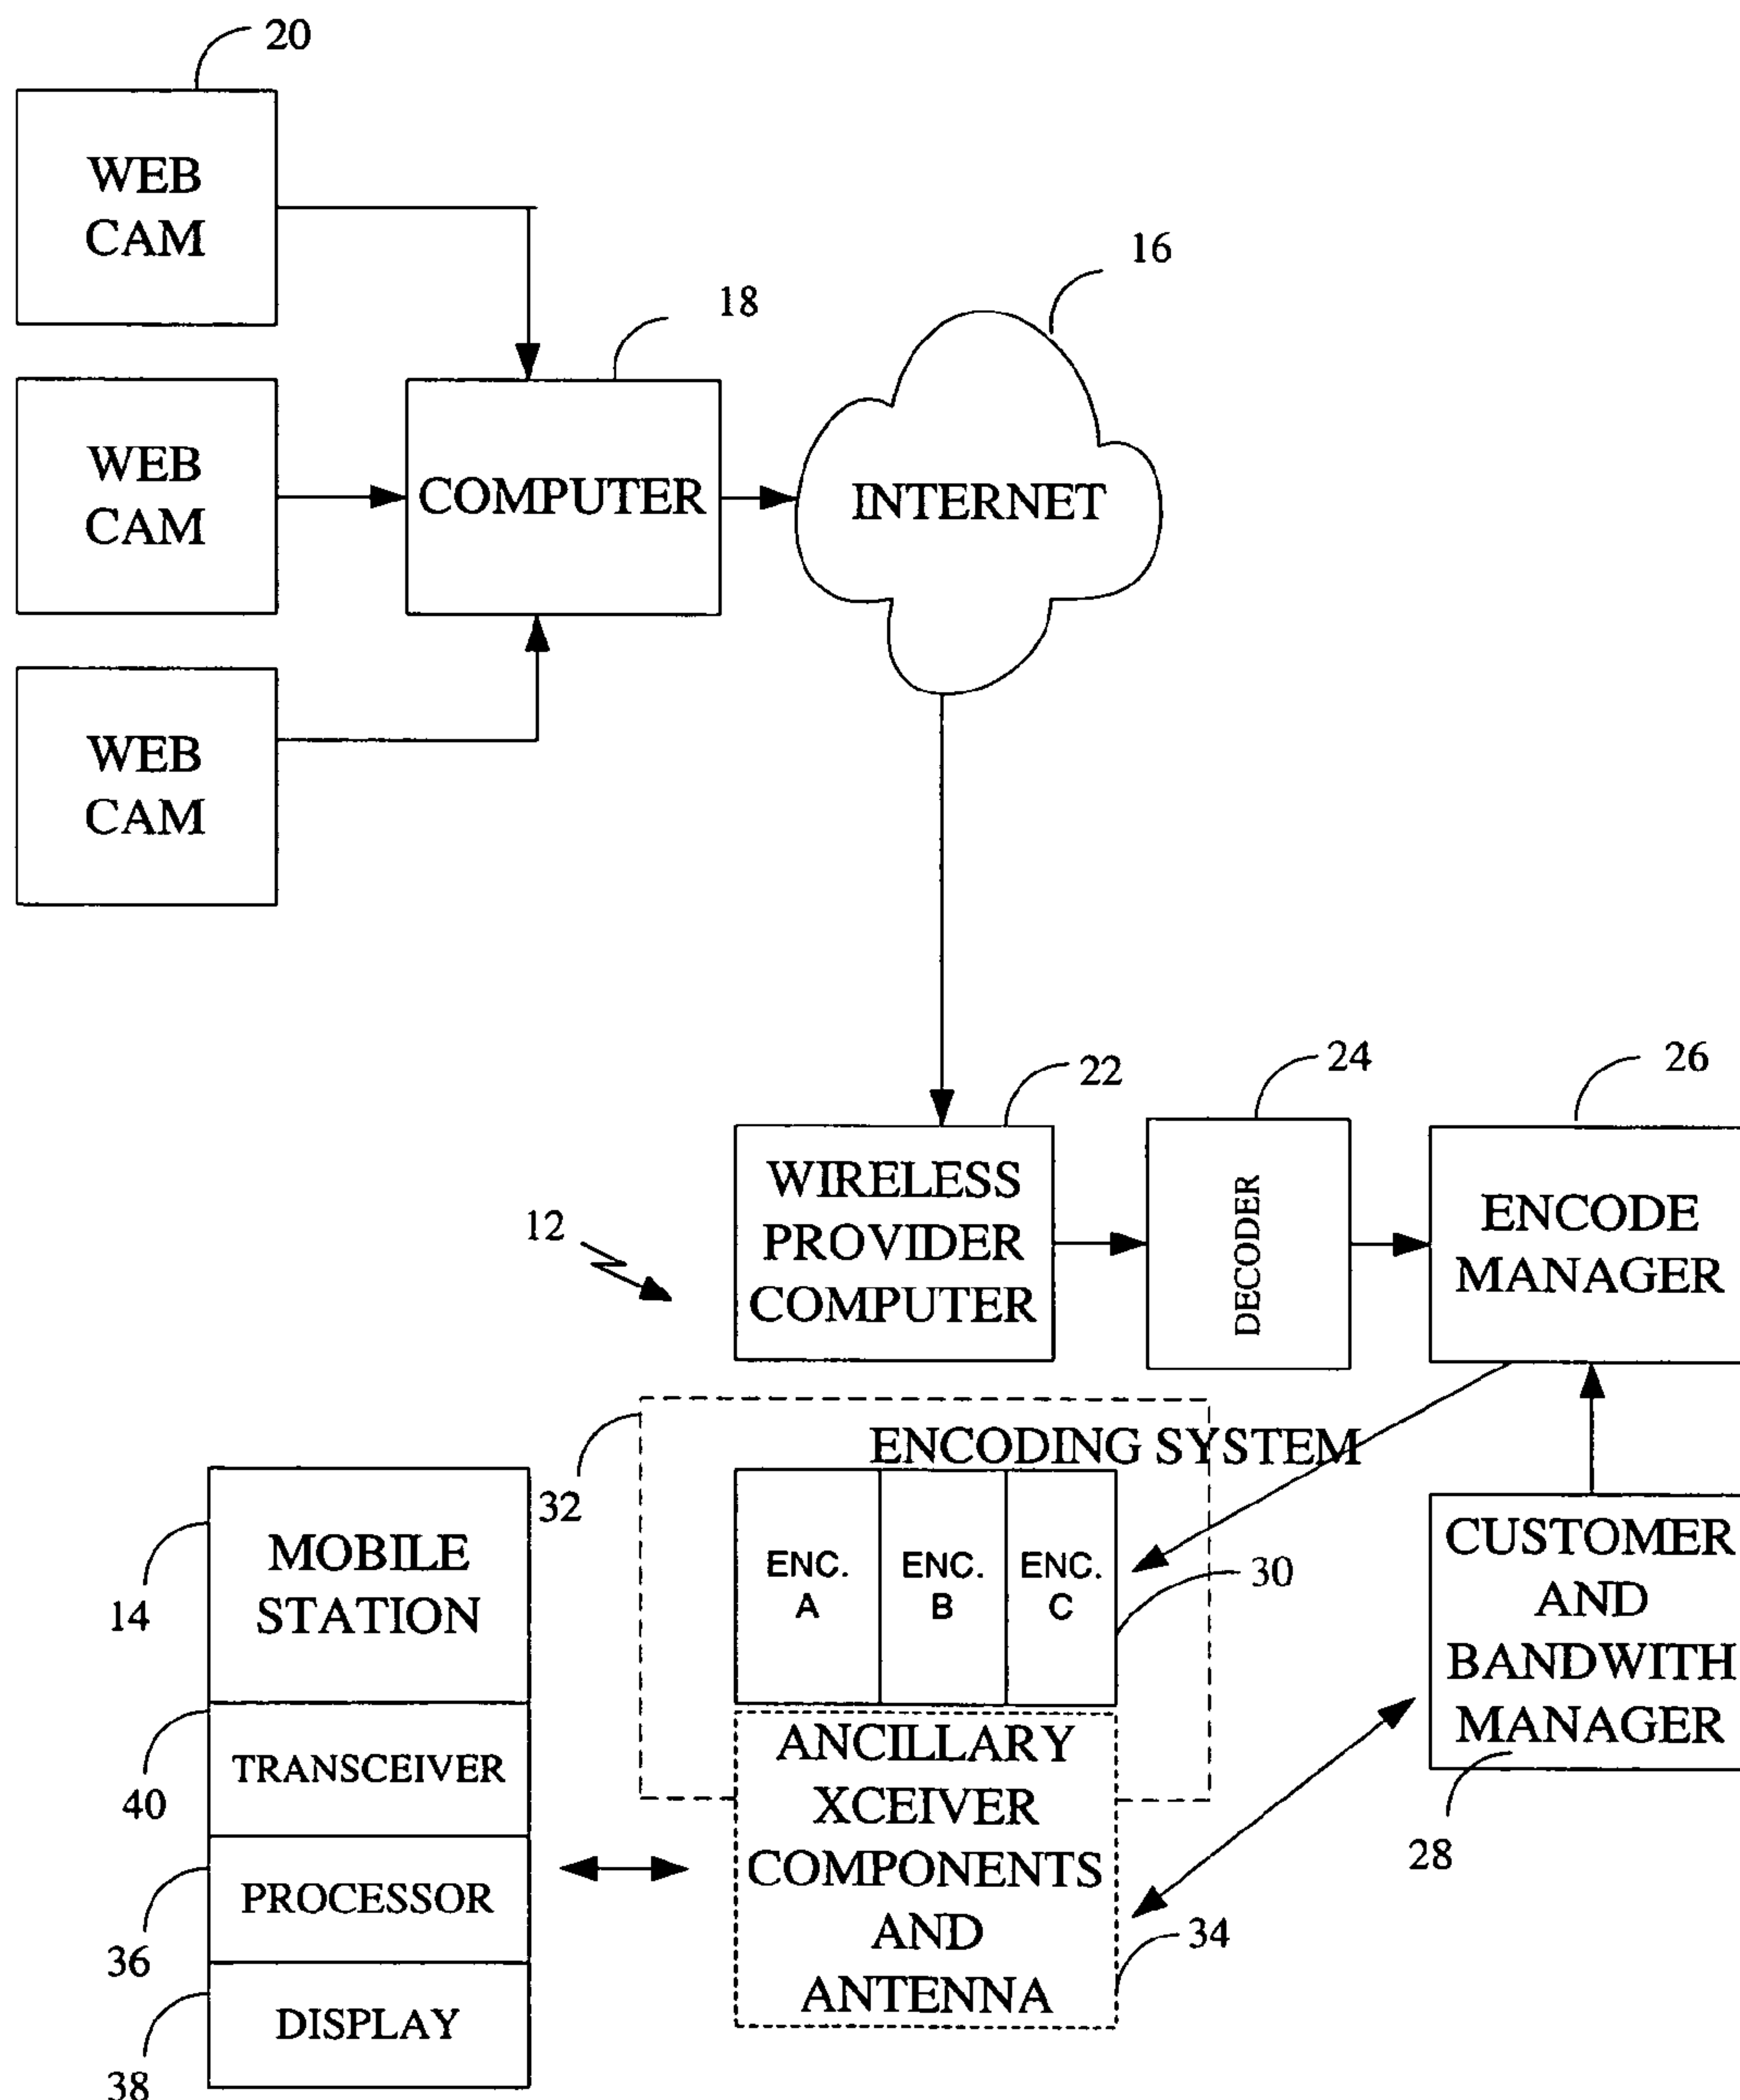 20
WEB
CAM
16
18
WEB
CAM
COMPUTER
INTERNET
WEB
CAM
22
24
26
12
WIRELESS
PROVIDER
COMPUTER
DECODER
ENCODE
MANAGER
ENCODING SYSTEM
32
14
MOBILE
STATION
ENC.
A
ENC.
B
ENC.
C
30
CUSTOMER
AND
BANDWITH
MANAGER
28
40
TRANSCEIVER
36
PROCESSOR
38
DISPLAY
ANCILLARY
XCEIVER
COMPONENTS
AND
ANTENNA
34